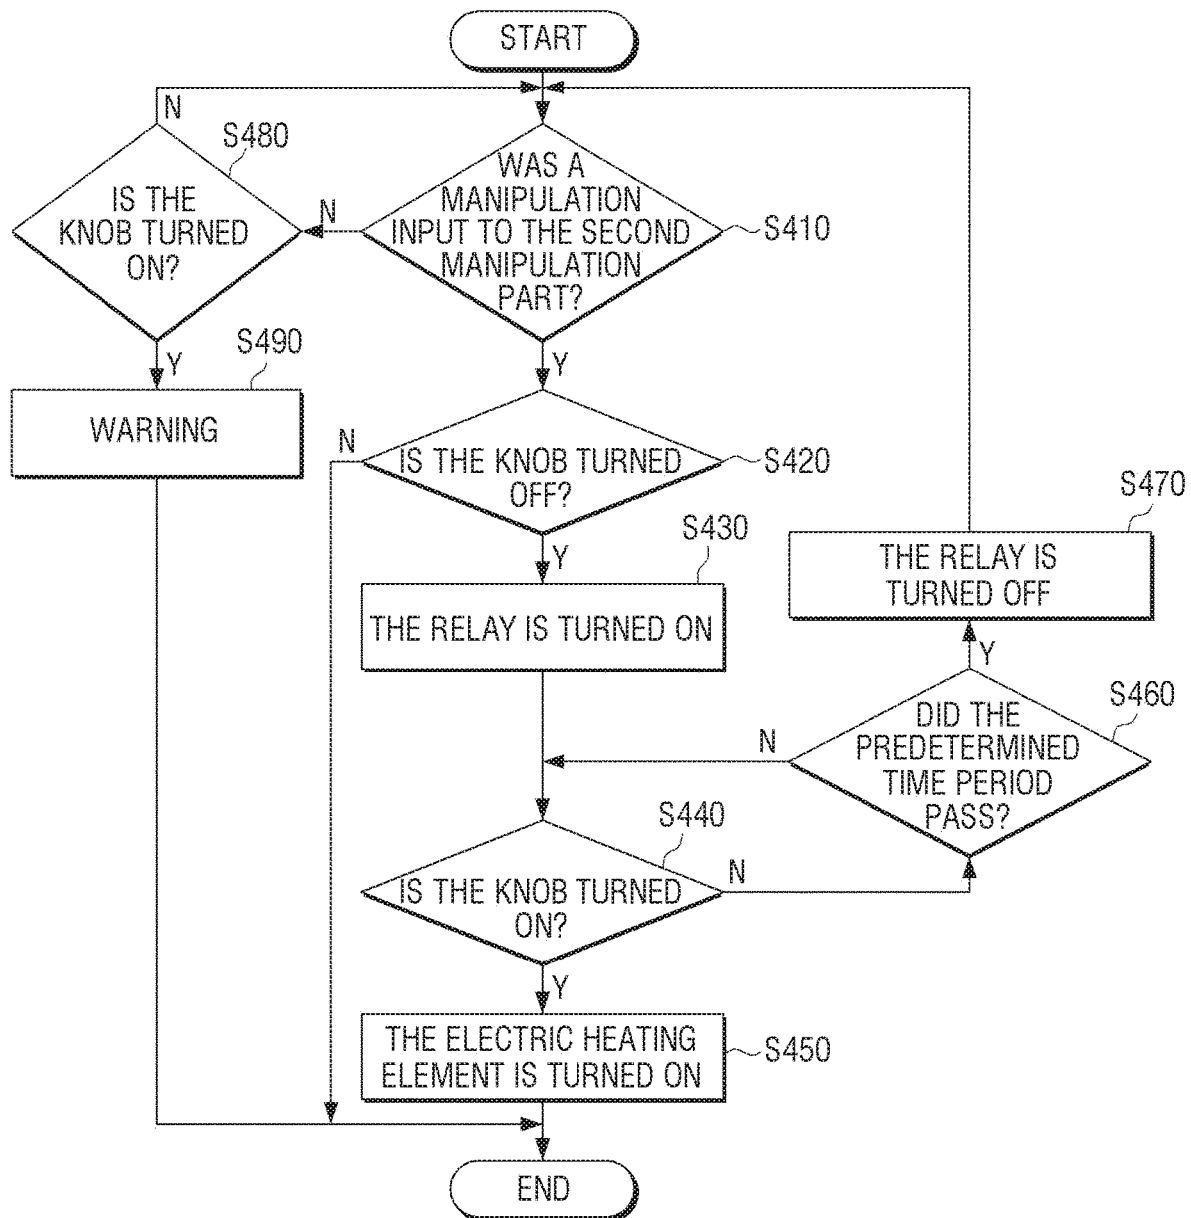 START
N
S480
IS THE
KNOB TURNED
ON?
N
WAS A
MANIPULATION
INPUT TO THE SECOND
MANIPULATION
PART?
S410
Y
S490
WARNING
Y
N
IS THE KNOB TURNED
OFF?
S420
Y
S430
THE RELAY IS TURNED ON
S470
THE RELAY IS
TURNED OFF
Y
S460
DID THE
PREDETERMINED
TIME PERIOD
PASS?
N
S440
IS THE KNOB TURNED
ON?
N
Y
THE ELECTRIC HEATING
ELEMENT IS TURNED ON
S450
END